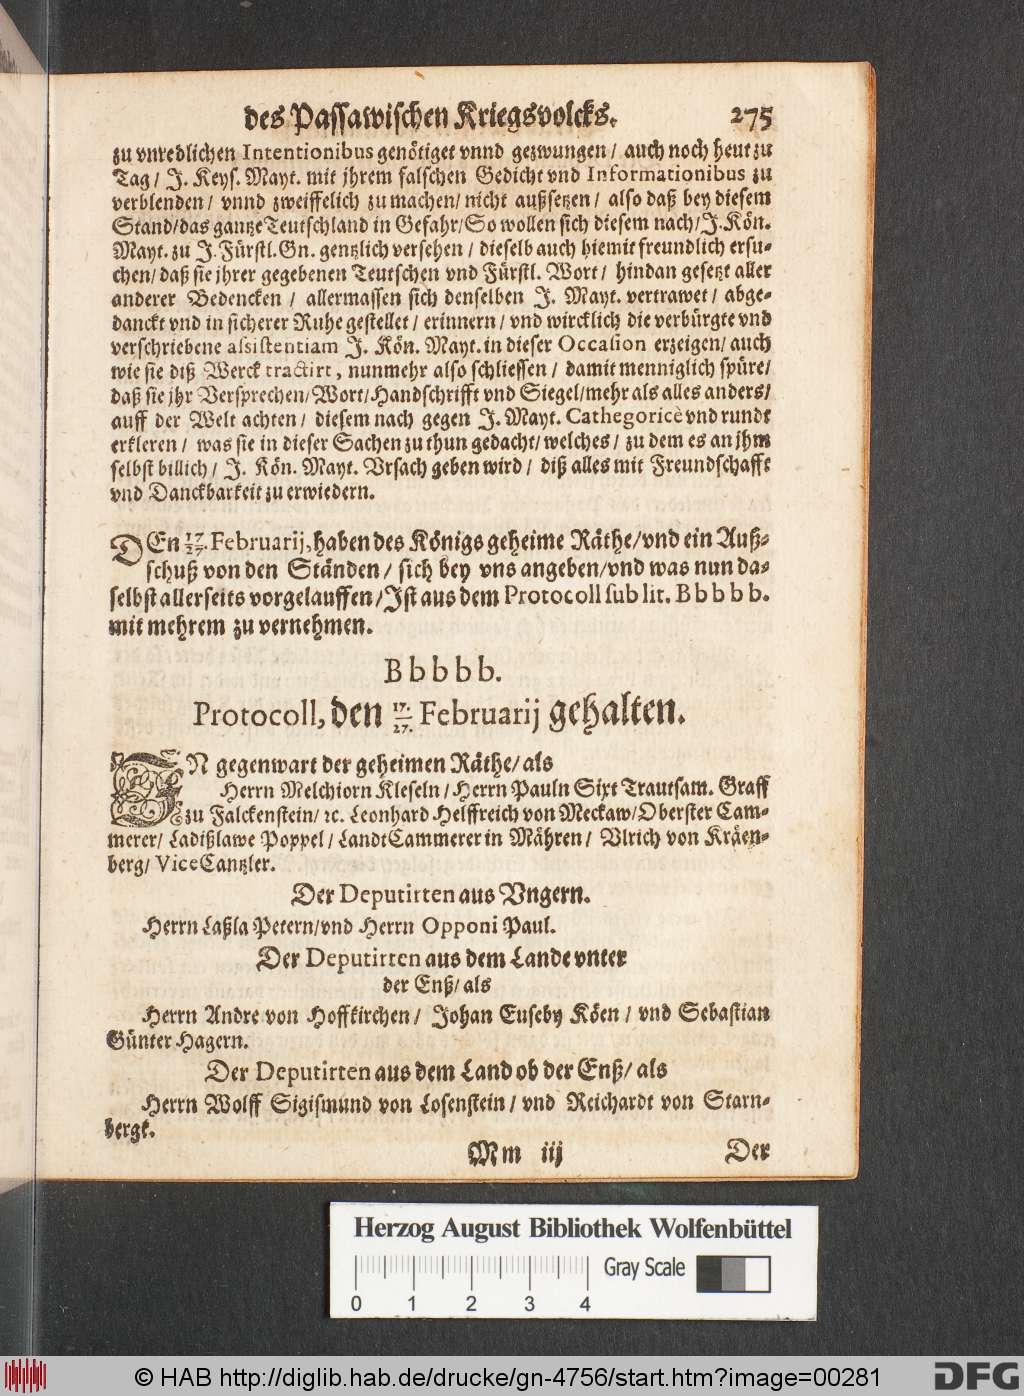 des Passawischen Kriegsvolcks. 275
zu vnredlichen Intentionibus genötiget vnnd gezwungen / auch noch heut zu
Tag / J. Keys. Mayt. mit jhrem falschen Gedicht vnd Informationibus zu
verblenden / vnnd zweiffelich zu machen / nicht außsetzen / also daß bey diesem
Stand / das gantze Teutschland in Gefahr / So wollen sich diesem nach / J. Kön.
Mayt. zu J. Fürstl. Gn. gentzlich versehen / dieselb auch hiemit freundlich ersu-
chen / daß sie jhrer gegebenen Teutschen vnd Fürstl. Wort / hindan gesetzt aller
anderer Bedencken / allermassen sich denselben J. Mayt. vertrawet / abge-
danckt vnd in sicherer Ruhe gestellet / erinnern / vnd wircklich die verbürgte vnd
verschriebene assistentiam J. Kön. Mayt. in dieser Occasion erzeigen / auch
wie sie diß Werck tractirt, nunmehr also schliessen / damit menniglich spüre /
daß sie jhr Versprechen / Wort / Handschrifft vnd Siegel / mehr als alles anders /
auff der Welt achten / diesem nach gegen J. Mayt. Cathegoricè vnd rundt
erkleren / was sie in dieser Sachen zu thun gedacht / welches / zu dem es an jhm
selbst billich / J. Kön. Mayt. Vrsach geben wird / diß alles mit Freundschafft
vnd Danckbarkeit zu erwiedern.
DEn 17./27. Februarij, haben des Königs geheime Räthe / vnd ein Auß-
schuß von den Ständen / sich bey vns angeben / vnd was nun da-
selbst allerseits vorgelauffen / Ist aus dem Protocoll sub lit. B b b b b.
mit mehrem zu vernehmen.
B b b b b.
Protocoll, den 17./27. Februarij gehalten.
IN gegenwart der geheimen Räthe / als
Herrn Melchiorn Kleseln / Herrn Pauln Sixt Trautsam. Graff
zu Falckenstein / ꝛc. Leonhard Helffreich von Meckaw / Oberster Cam-
merer / Ladißlawe Poppel / LandtCammerer in Mähren / Vlrich von Kräen-
berg / ViceCantzler.
Der Deputirten aus Vngern.
Herrn Laßla Petern / vnd Herrn Opponi Paul.
Der Deputirten aus dem Lande vnter
der Enß / als
Herrn Andre von Hoffkirchen / Johan Euseby Köen / vnd Sebastian
Günter Hagern.
Der Deputirten aus dem Land ob der Enß / als
Herrn Wolff Sigismund von Losenstein / vnd Reichardt von Starn-
bergk.
Mm iij Der
Herzog August Bibliothek Wolfenbüttel
Gray Scale
0 1 2 3 4
© HAB http://diglib.hab.de/drucke/gn-4756/start.htm?image=00281
DFG